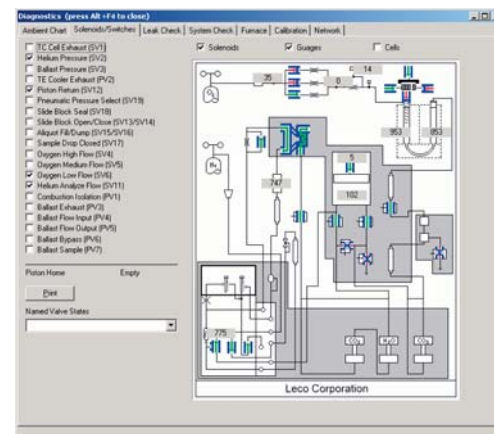 Diagnostics (press Alt+F4 to close)
Ambient Chart Solenoids/Switches Leak Check System Check Furnace Calibration Network
TC Cell Exhaust (SV1)
Helium Pressure (SV2)
Ballast Pressure (SV3)
TE Cooler Exhaust (PV2)
Piston Return (SV12)
Pneumatic Pressure Select (SV19)
Slide Block Seal (SV18)
Slide Block Open/Close (SV13/SV14)
Aliquot Fill/Dump (SV15/SV16)
Sample Drop Closed (SV17)
Oxygen High Flow (SV4)
Oxygen Medium Flow (SV5)
Oxygen Low Flow (SV6)
Helium Analyze Flow (SV11)
Combustion Isolation (PV1)
Ballast Exhaust (PV3)
Ballast Flow Input (PV4)
Ballast Flow Output (PV5)
Ballast Bypass (PV6)
Ballast Sample (PV7)
Piston Home Empty
Print
Named Valve States
Solenoids Guages Cells
14
35 0
O₂
953 853
H₂
5
747
102
775
CO₂ H₂O CO₂
Leco Corporation